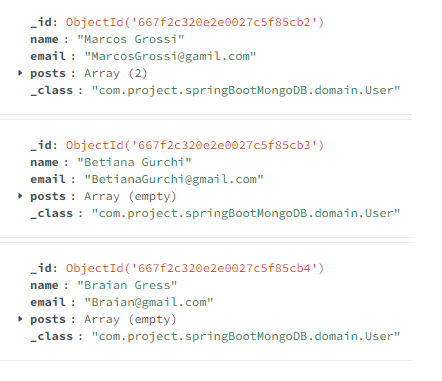 _id: ObjectId('667f2c320e2e0027c5f85cb2')
name : "Marcos Grossi"
email : "MarcosGrossi@gamil.com"
posts : Array (2)
_class : "com.project.springBootMongoDB.domain.User"
_id: ObjectId('667f2c320e2e0027c5f85cb3')
name : "Betiana Gurchi"
email : "BetianaGurchi@gmail.com"
posts : Array (empty)
_class : "com.project.springBootMongoDB.domain.User"
_id: ObjectId('667f2c320e2e0027c5f85cb4')
name : "Braian Gress"
email : "Braian@gmail.com"
posts : Array (empty)
_class : "com.project.springBootMongoDB.domain.User"